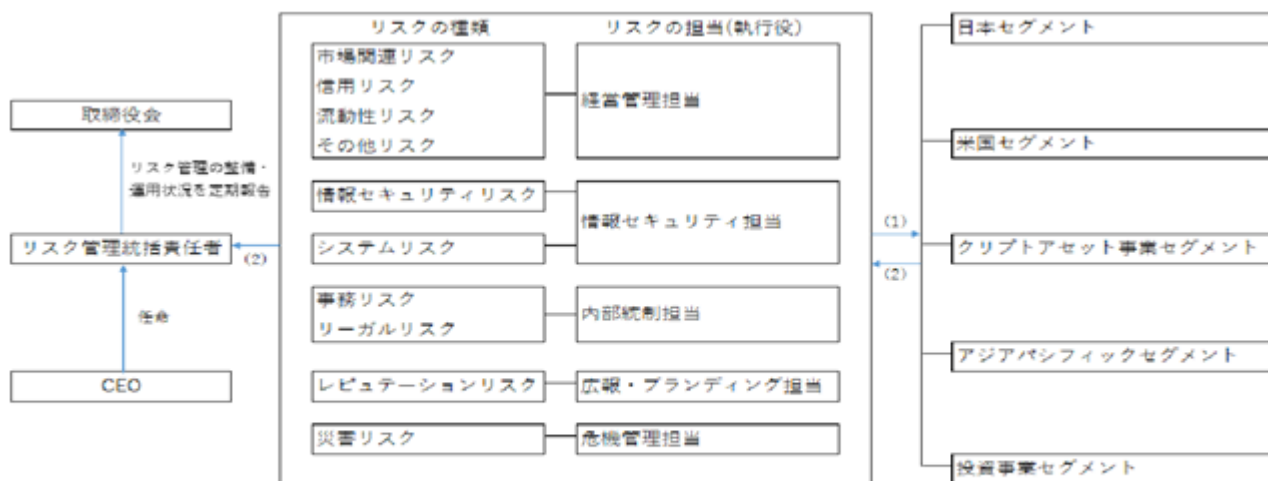 取締役会
リスク管理の整備・
運用状況を定期報告
リスク管理統括責任者
(2)
任命
CEO
リスクの種類
リスクの担当(執行役)
市場関連リスク
信用リスク
流動性リスク
その他リスク
経営管理担当
情報セキュリティリスク
システムリスク
情報セキュリティ担当
事務リスク
リーガルリスク
内部統制担当
レピュテーションリスク
広報・ブランディング担当
災害リスク
危機管理担当
(1)
(2)
日本セグメント
米国セグメント
クリプトアセット事業セグメント
アジアパシフィックセグメント
投資事業セグメント